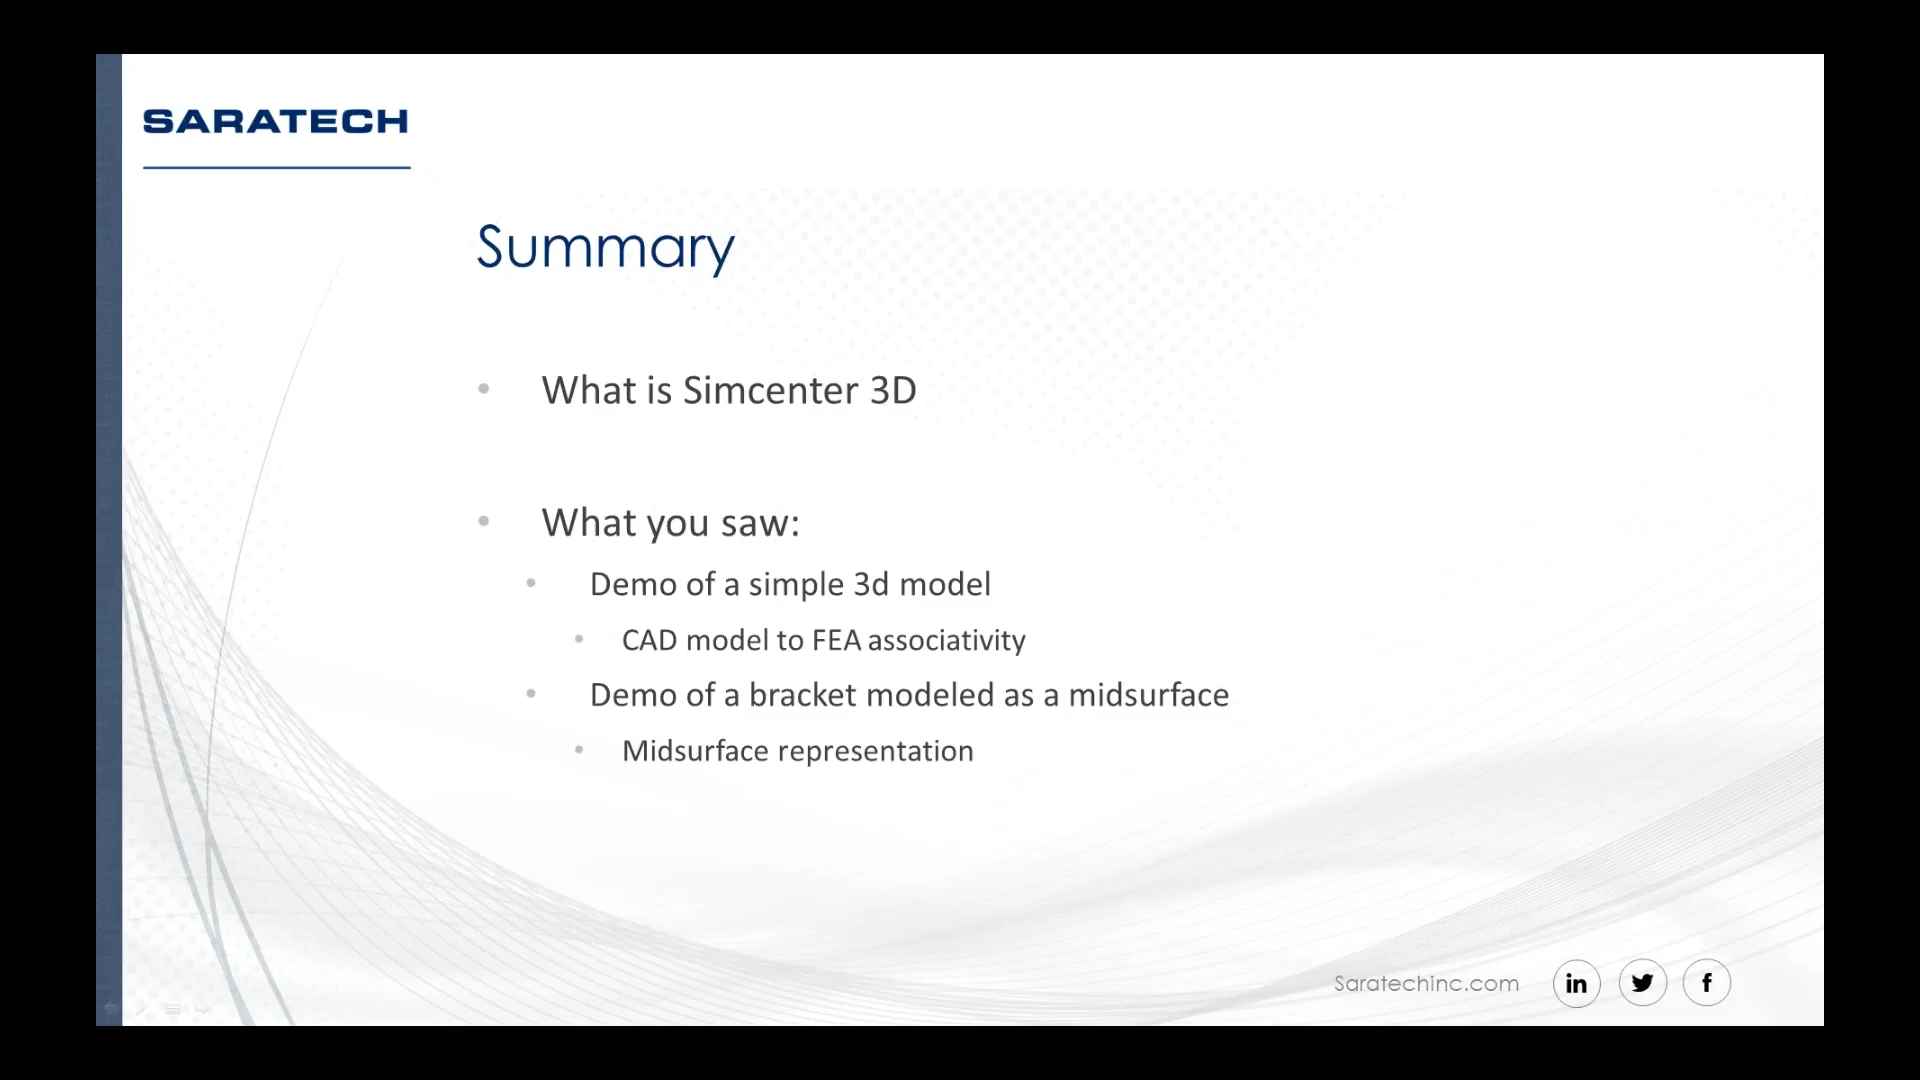 SARATECH
Summary
• What is Simcenter 3D
• What you saw:
• Demo of a simple 3d model
• CAD model to FEA associativity
• Demo of a bracket modeled as a midsurface
• Midsurface representation
Saratechinc.com in f